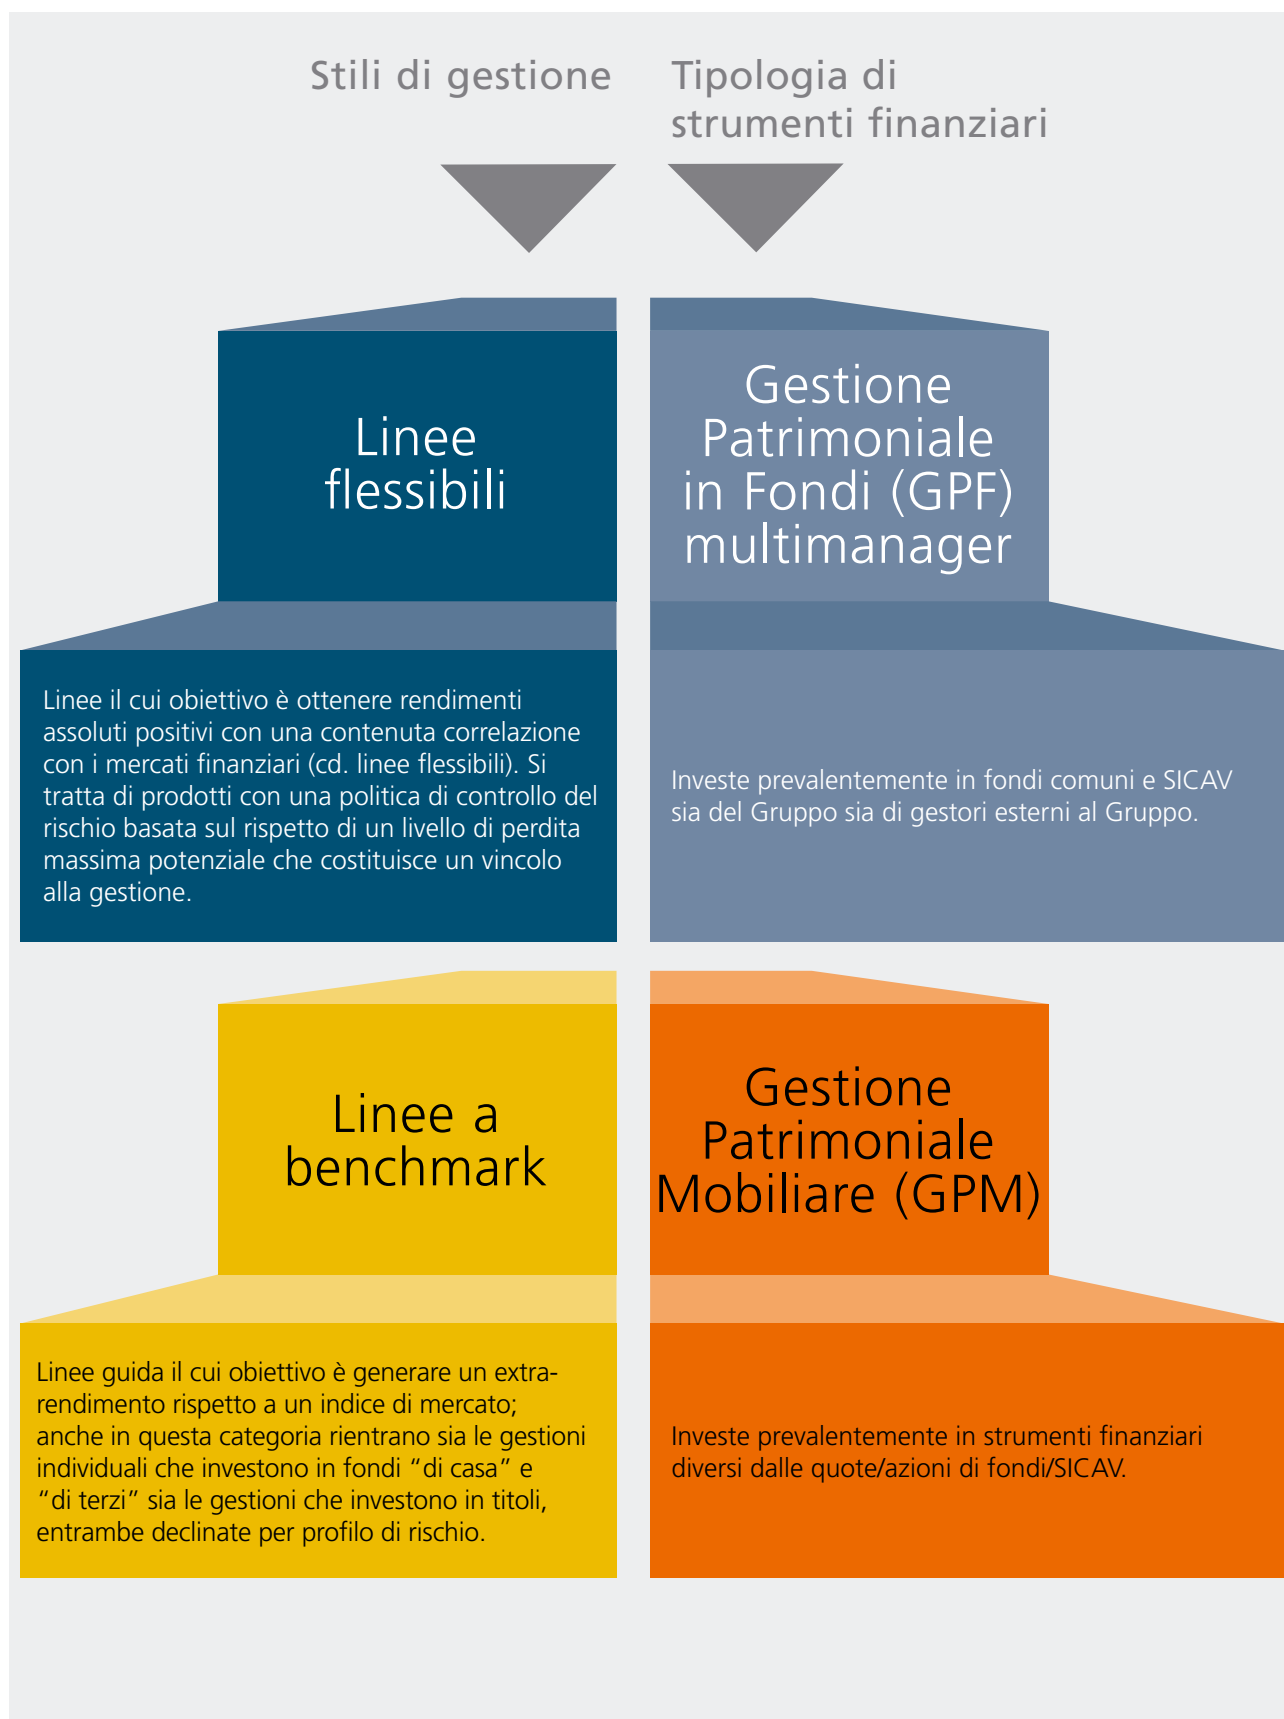 Stili di gestione
Tipologia di
strumenti finanziari
Linee
flessibili
Gestione
Patrimoniale
in Fondi (GPF)
multimanager
Linee il cui obiettivo è ottenere rendimenti
assoluti positivi con una contenuta correlazione
con i mercati finanziari (cd. linee flessibili). Si
tratta di prodotti con una politica di controllo del
rischio basata sul rispetto di un livello di perdita
massima potenziale che costituisce un vincolo
alla gestione.
Investe prevalentemente in fondi comuni e SICAV
sia del Gruppo sia di gestori esterni al Gruppo.
Linee a
benchmark
Gestione
Patrimoniale
Mobiliare (GPM)
Linee guida il cui obiettivo è generare un extra-
rendimento rispetto a un indice di mercato;
anche in questa categoria rientrano sia le gestioni
individuali che investono in fondi “di casa” e
“di terzi” sia le gestioni che investono in titoli,
entrambe declinate per profilo di rischio.
Investe prevalentemente in strumenti finanziari
diversi dalle quote/azioni di fondi/SICAV.